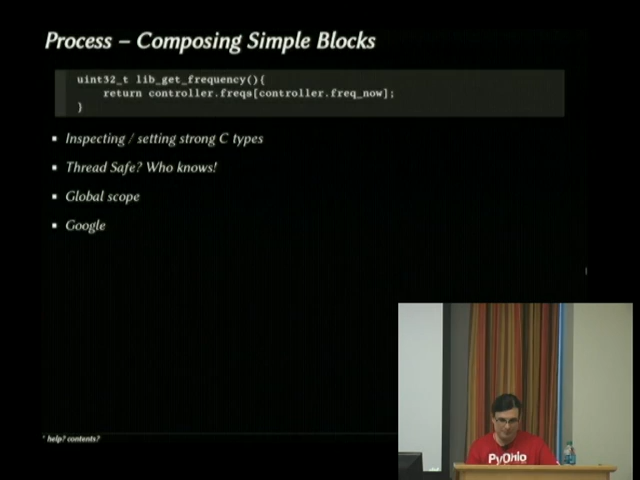 Process – Composing Simple Blocks
uint32_t lib_get_frequency(){
return controller.freqs[controller.freq_now];
}
▪ Inspecting / setting strong C types
▪ Thread Safe? Who knows!
▪ Global scope
▪ Google
* help? contents?
PyOhio